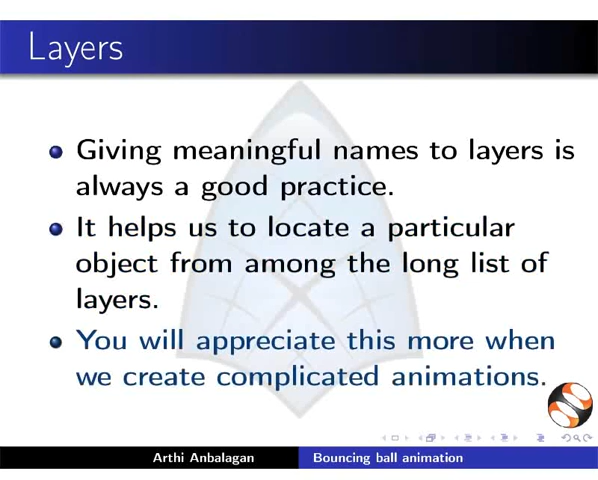 Layers
Giving meaningful names to layers is
always a good practice.
It helps us to locate a particular
object from among the long list of
layers.
You will appreciate this more when
we create complicated animations.
Arthi Anbalagan
Bouncing ball animation